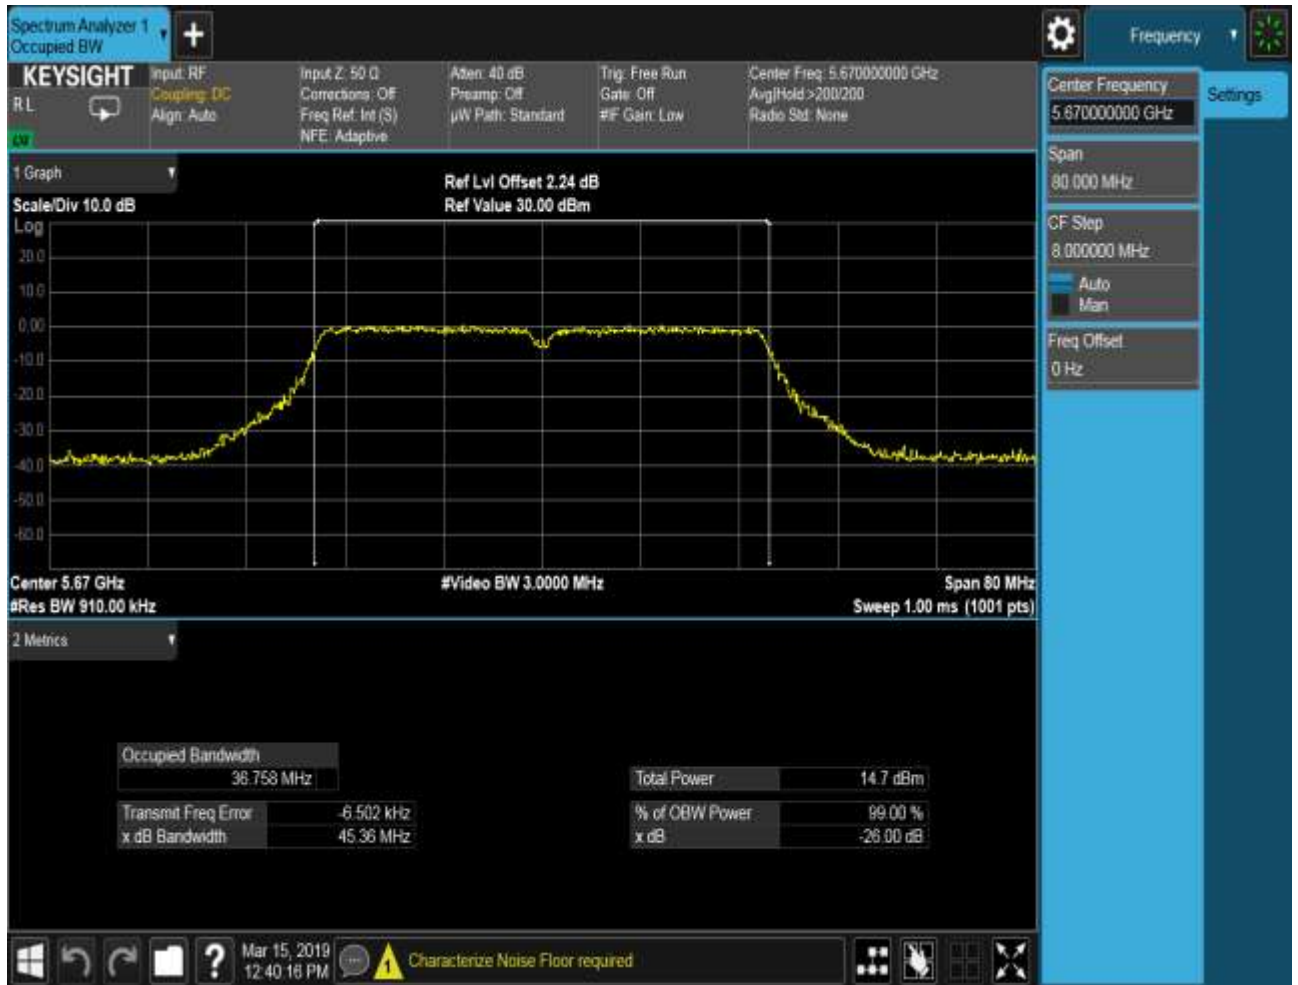 Spectrum Analyzer 1
Occupied BW
Frequency
KEYSIGHT
RL
Input: RF
Coupling: DC
Align: Auto
Input Z: 50 Ω
Corrections: Off
Freq Ref: Int (S)
NFE: Adaptive
Atten: 40 dB
Preamp: Off
µW Path: Standard
Trig: Free Run
Gate: Off
#IF Gain: Low
Center Freq: 5.670000000 GHz
Avg|Hold:>200/200
Radio Std: None
Center Frequency
5.670000000 GHz
Settings
Span
80.000 MHz
CF Step
8.000000 MHz
Auto
Man
Freq Offset
0 Hz
1 Graph
Scale/Div 10.0 dB
Ref Lvl Offset 2.24 dB
Ref Value 30.00 dBm
Log
20.0
10.0
0.00
-10.0
-20.0
-30.0
-40.0
-50.0
-60.0
Center 5.67 GHz
#Video BW 3.0000 MHz
Span 80 MHz
#Res BW 910.00 kHz
Sweep 1.00 ms (1001 pts)
2 Metrics
Occupied Bandwidth
36.758 MHz
Total Power 14.7 dBm
Transmit Freq Error -6.502 kHz
% of OBW Power 99.00 %
x dB Bandwidth 45.36 MHz
x dB -26.00 dB
?
Mar 15, 2019
12:40:16 PM
1
Characterize Noise Floor required